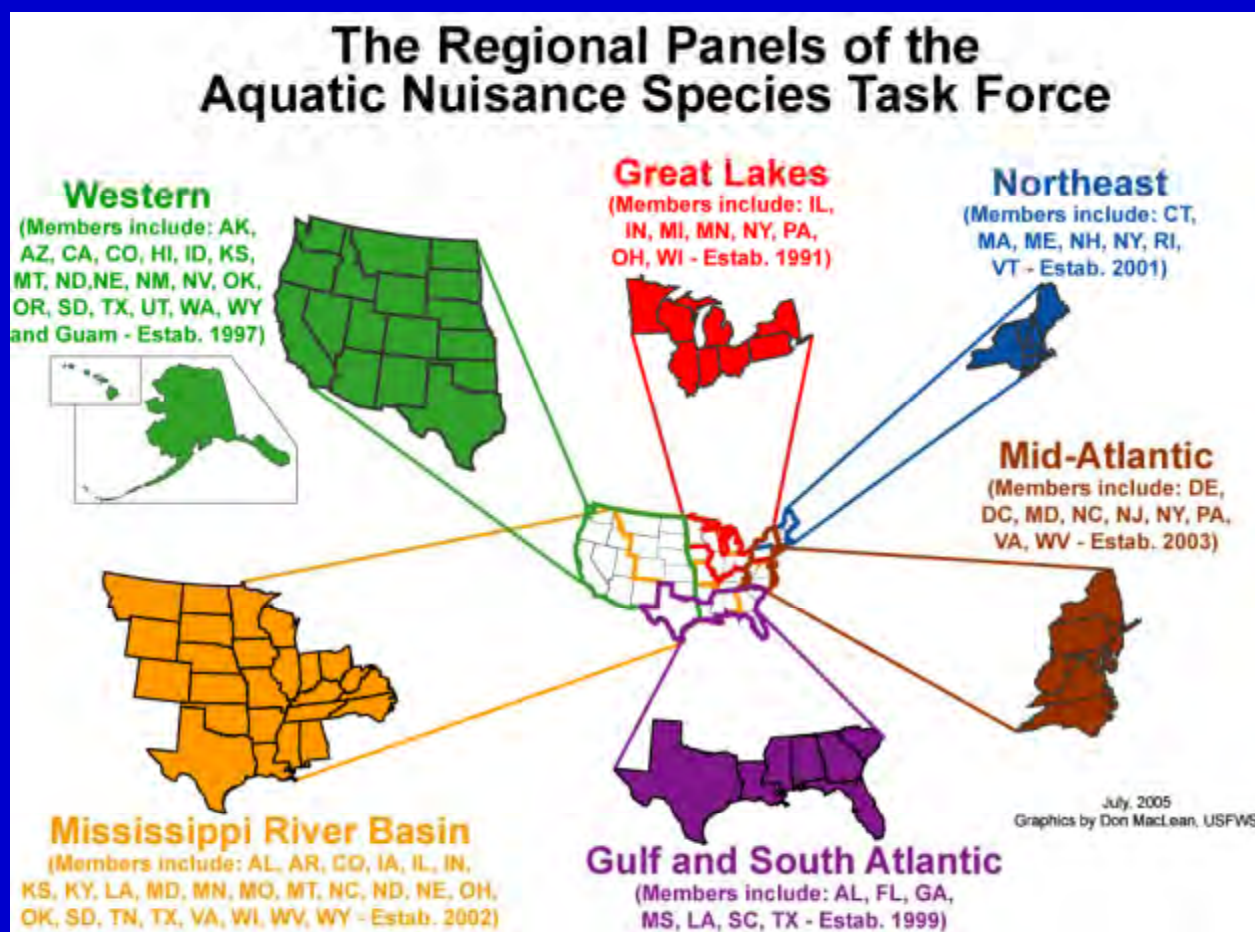 The Regional Panels of the
Aquatic Nuisance Species Task Force
Western
(Members include: AK,
AZ, CA, CO, HI, ID, KS,
MT, ND,NE, NM, NV, OK,
OR, SD, TX, UT, WA, WY
and Guam - Estab. 1997)
Great Lakes
(Members include: IL,
IN, MI, MN, NY, PA,
OH, WI - Estab. 1991)
Northeast
(Members include: CT,
MA, ME, NH, NY, RI,
VT - Estab. 2001)
Mid-Atlantic
(Members include: DE,
DC, MD, NC, NJ, NY, PA,
VA, WV - Estab. 2003)
Mississippi River Basin
(Members include: AL, AR, CO, IA, IL, IN,
KS, KY, LA, MD, MN, MO, MT, NC, ND, NE, OH,
OK, SD, TN, TX, VA, WI, WV, WY - Estab. 2002)
Gulf and South Atlantic
(Members include: AL, FL, GA,
MS, LA, SC, TX - Estab. 1999)
July, 2005
Graphics by Don MacLean, USFWS